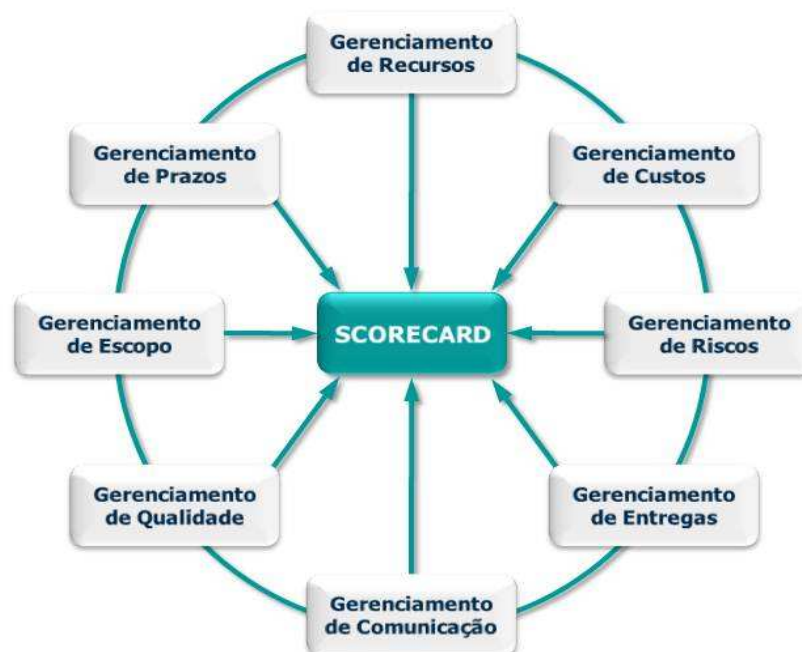 Gerenciamento
de Recursos
Gerenciamento
de Prazos
Gerenciamento
de Custos
Gerenciamento
de Escopo
SCORECARD
Gerenciamento
de Riscos
Gerenciamento
de Qualidade
Gerenciamento
de Entregas
Gerenciamento
de Comunicação